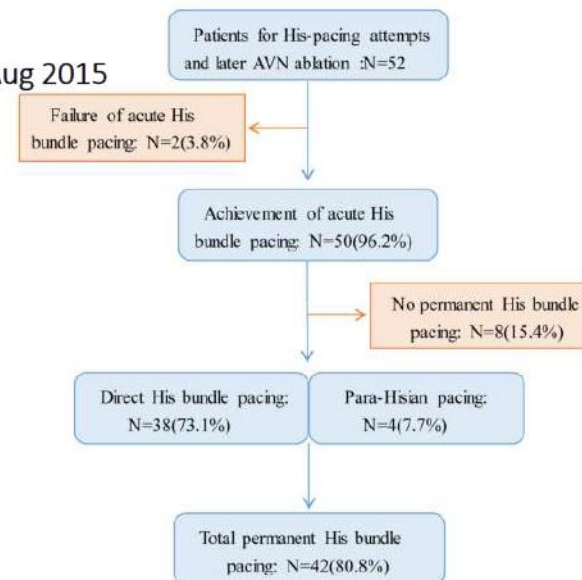 Patients for His-pacing attempts
and later AVN ablation :N=52
Aug 2015
Failure of acute His
bundle pacing: N=2(3.8%)
Achievement of acute His
bundle pacing: N=50(96.2%)
No permanent His bundle
pacing: N=8(15.4%)
Direct His bundle pacing:
N=38(73.1%)
Para-Hisian pacing:
N=4(7.7%)
Total permanent His bundle
pacing: N=42(80.8%)